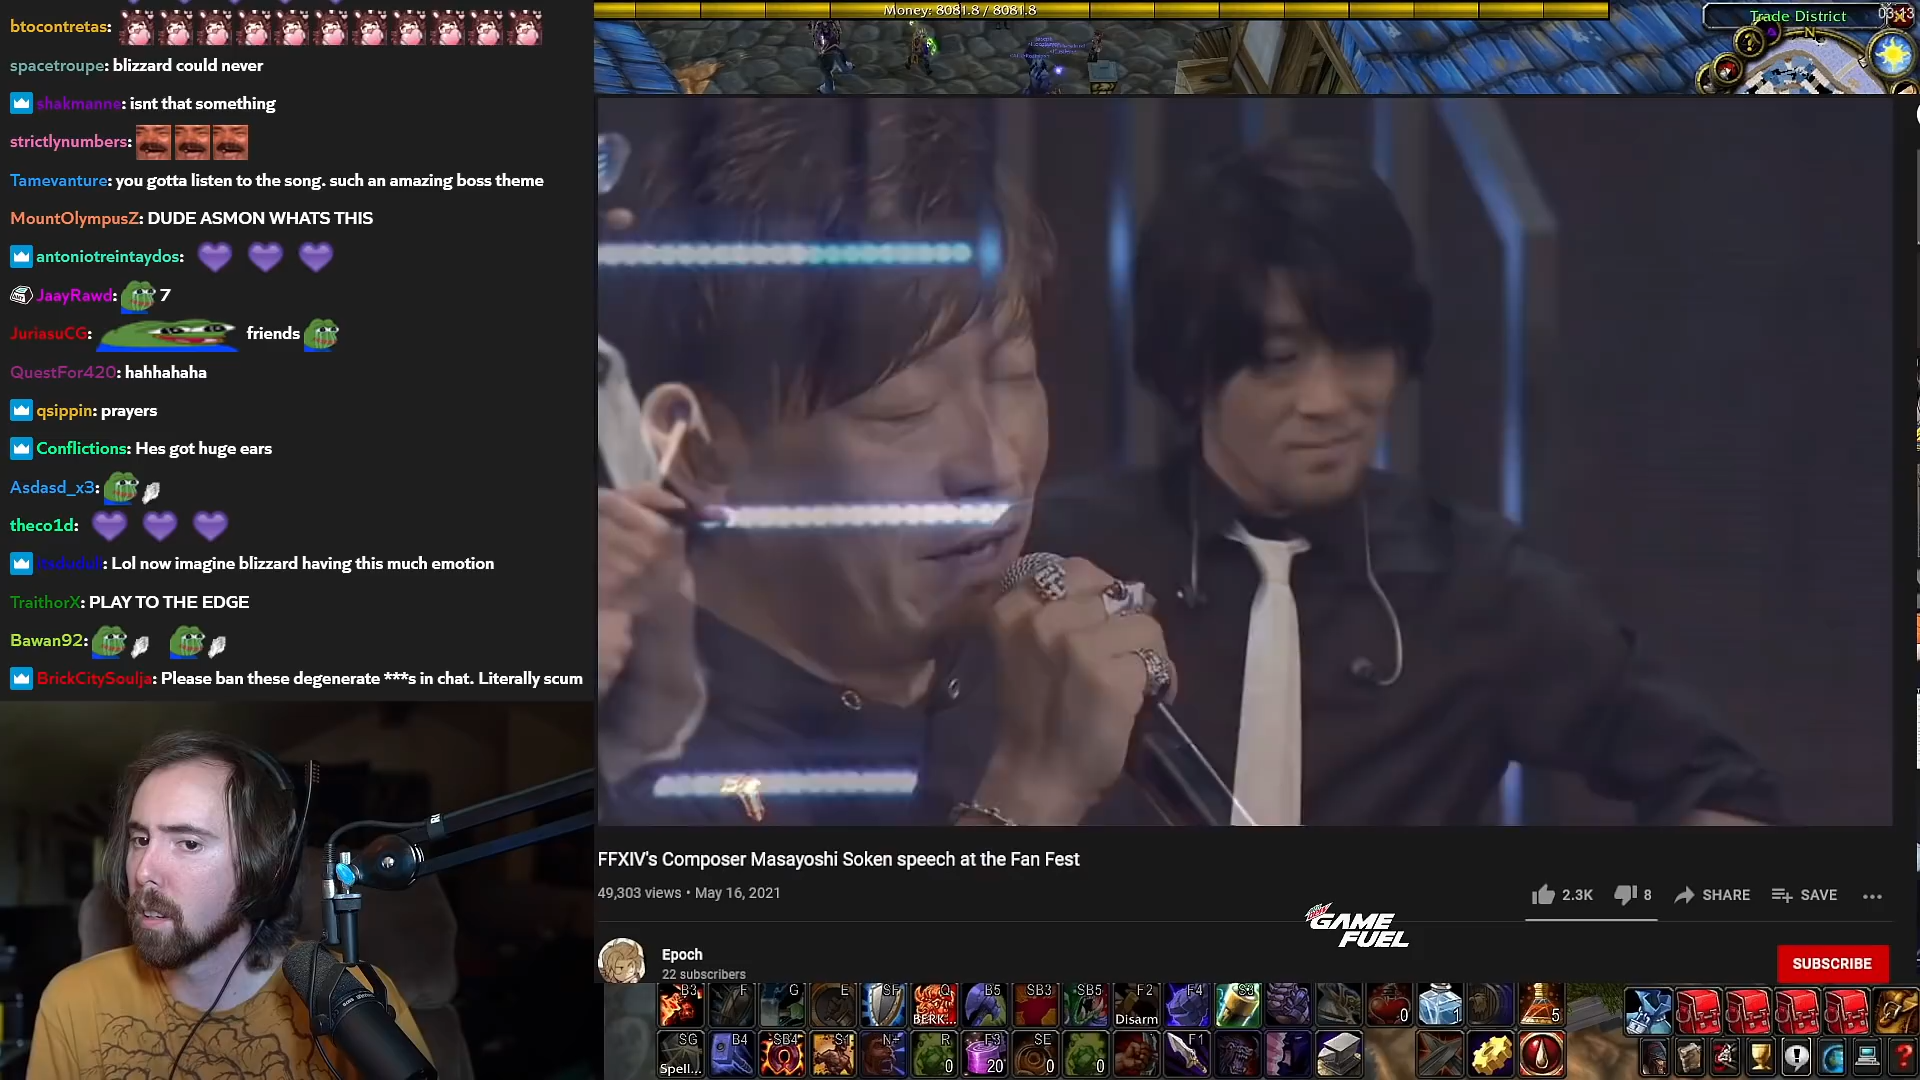 btocontretas:
spacetroupe: blizzard could never
shakmanne: isnt that something
strictlynumbers:
Tamevanture: you gotta listen to the song. such an amazing boss theme
MountOlympusZ: DUDE ASMON WHATS THIS
antoniotreintaydos:
JaayRawd: 7
JuriasuCG: friends
QuestFor420: hahhahaha
qsippin: prayers
Conflictions: Hes got huge ears
Asdasd_x3:
theco1d:
: Lol now imagine blizzard having this much emotion
TraithorX: PLAY TO THE EDGE
Bawan92:
BrickCitySoulja: Please ban these degenerate ***s in chat. Literally scum
Money: 8081.8 / 8081.8
Trade District
03:13
N
FFXIV's Composer Masayoshi Soken speech at the Fan Fest
49,303 views • May 16, 2021
2.3K 8 SHARE SAVE
GAME FUEL
Epoch
22 subscribers
SUBSCRIBE
B3 F G E SF Q B5 SB3 SB5 F2 F4 S3
BERK... Disarm 0 1 5
SG B4 SB4 S1 N+ R F3 SE F1
Spell... 0 20 0 0